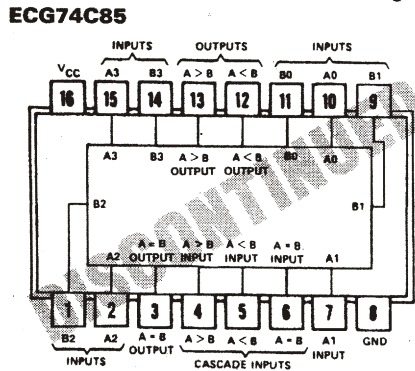 ECG74C85
INPUTS OUTPUTS INPUTS
VCC A3 B3 A > B A < B B0 A0 B1
16 15 14 13 12 11 10 9
A3 B3 A > B A < B B0 A0
OUTPUT OUTPUT
B2 B1
A = B A > B A < B A = B
A2 OUTPUT INPUT INPUT INPUT A1
1 2 3 4 5 6 7 8
B2 A2 A = B A > B A < B A = B A1 GND
INPUTS OUTPUT CASCADE INPUTS INPUT
DISCONTINUED